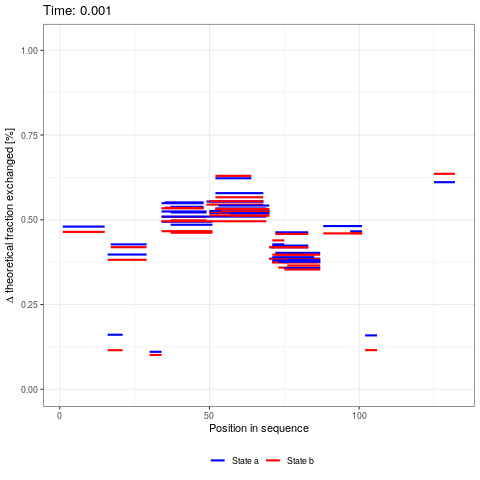 Time: 0.001
Δ theoretical fraction exchanged [%]
1.00
0.75
0.50
0.25
0.00
0
50
100
Position in sequence
State a
State b